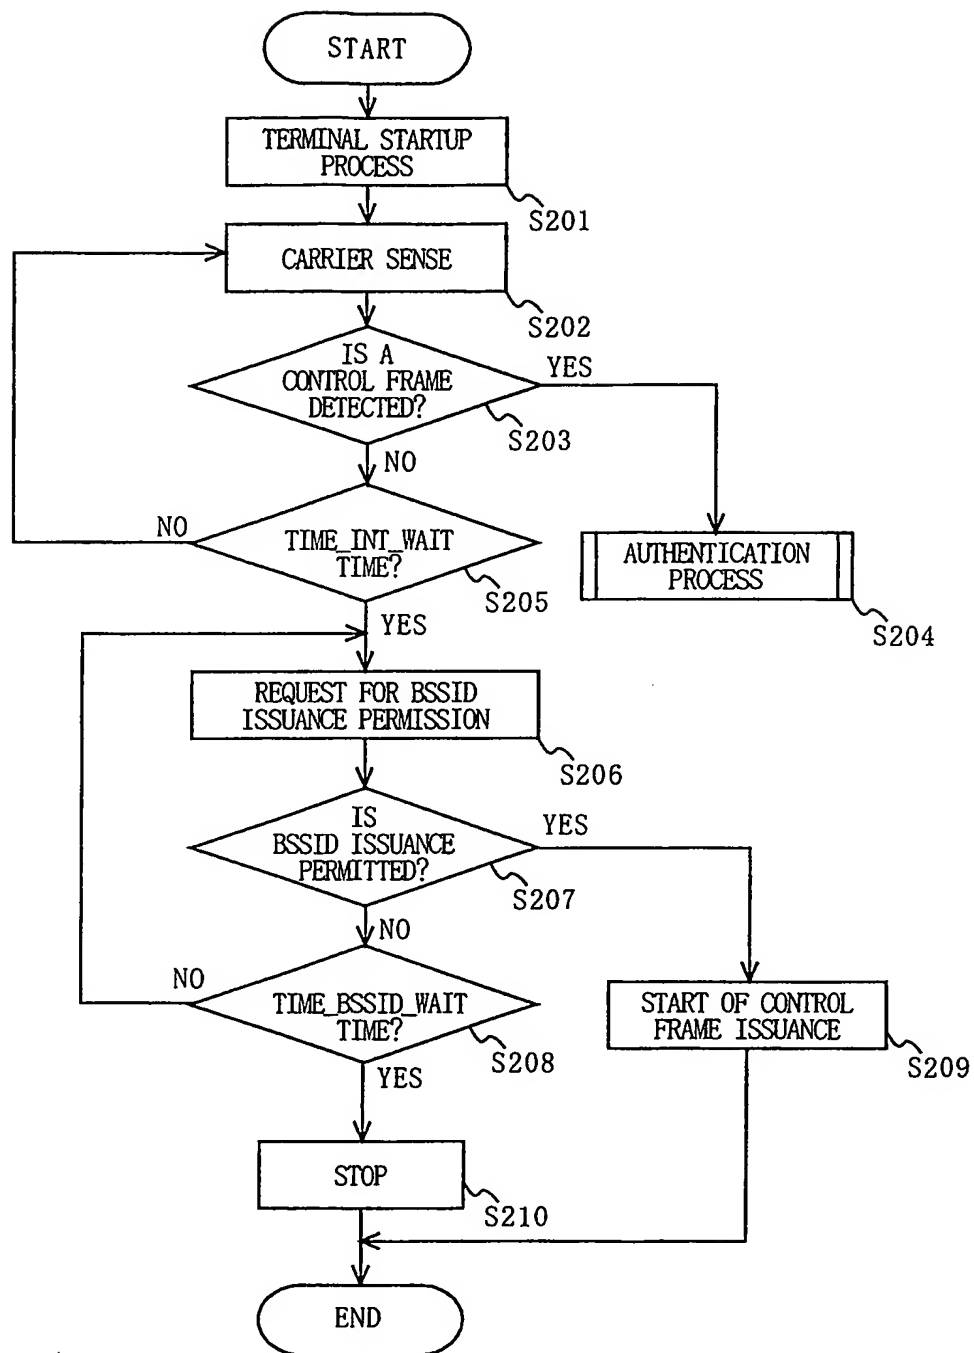 START
TERMINAL STARTUP
PROCESS
S201
CARRIER SENSE
S202
IS A
CONTROL FRAME
DETECTED?
YES
S203
NO
NO
TIME_INT_WAIT
TIME?
S205
AUTHENTICATION
PROCESS
S204
YES
REQUEST FOR BSSID
ISSUANCE PERMISSION
S206
IS
BSSID ISSUANCE
PERMITTED?
YES
S207
NO
NO
TIME_BSSID_WAIT
TIME?
S208
START OF CONTROL
FRAME ISSUANCE
S209
YES
STOP
S210
END